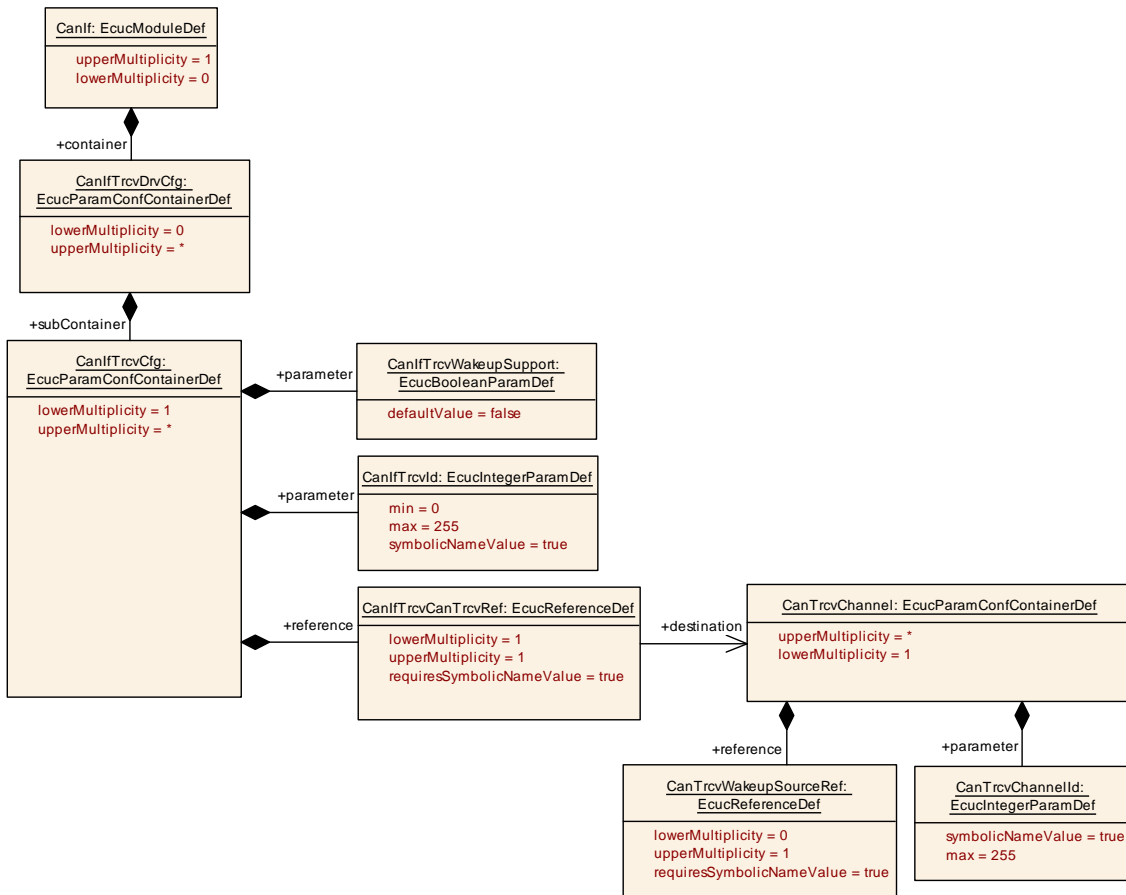 CanIf: EcucModuleDef
upperMultiplicity = 1
lowerMultiplicity = 0
+container
CanIfTrcvDrvCfg:
EcucParamConfContainerDef
lowerMultiplicity = 0
upperMultiplicity = *
+subContainer
CanIfTrcvCfg:
EcucParamConfContainerDef
lowerMultiplicity = 1
upperMultiplicity = *
+parameter
CanIfTrcvWakeupSupport:
EcucBooleanParamDef
defaultValue = false
+parameter
CanIfTrcvId: EcucIntegerParamDef
min = 0
max = 255
symbolicNameValue = true
+reference
CanIfTrcvCanTrcvRef: EcucReferenceDef
lowerMultiplicity = 1
upperMultiplicity = 1
requiresSymbolicNameValue = true
+destination
CanTrcvChannel: EcucParamConfContainerDef
upperMultiplicity = *
lowerMultiplicity = 1
+reference
CanTrcvWakeupSourceRef:
EcucReferenceDef
lowerMultiplicity = 0
upperMultiplicity = 1
requiresSymbolicNameValue = true
+parameter
CanTrcvChannelId:
EcucIntegerParamDef
symbolicNameValue = true
max = 255